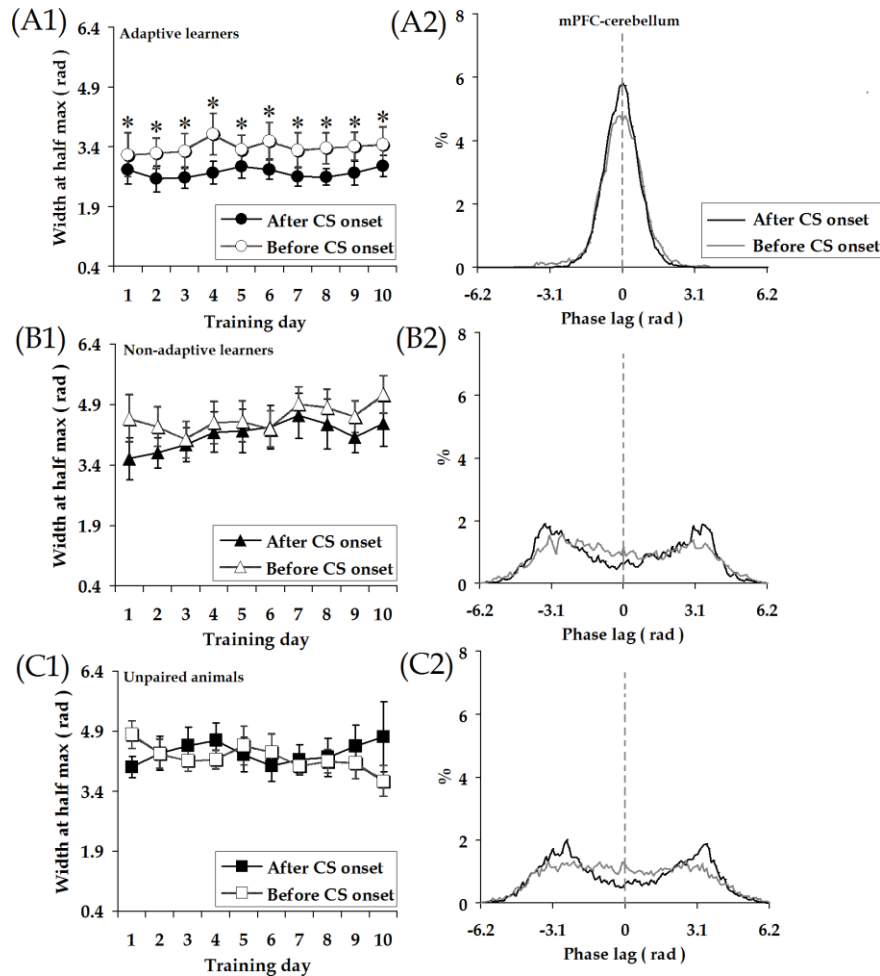 (A1)
Adaptive learners
Width at half max ( rad )
6.4
4.9
3.4
1.9
0.4
* * * * * * * * * *
After CS onset
Before CS onset
1 2 3 4 5 6 7 8 9 10
Training day
(A2)
mPFC-cerebellum
%
8
6
4
2
0
After CS onset
Before CS onset
-6.2 -3.1 0 3.1 6.2
Phase lag ( rad )
(B1)
Non-adaptive learners
Width at half max ( rad )
6.4
4.9
3.4
1.9
0.4
After CS onset
Before CS onset
1 2 3 4 5 6 7 8 9 10
Training day
(B2)
%
8
6
4
2
0
-6.2 -3.1 0 3.1 6.2
Phase lag ( rad )
(C1)
Unpaired animals
Width at half max ( rad )
6.4
4.9
3.4
1.9
0.4
After CS onset
Before CS onset
1 2 3 4 5 6 7 8 9 10
Training day
(C2)
%
8
6
4
2
0
-6.2 -3.1 0 3.1 6.2
Phase lag ( rad )